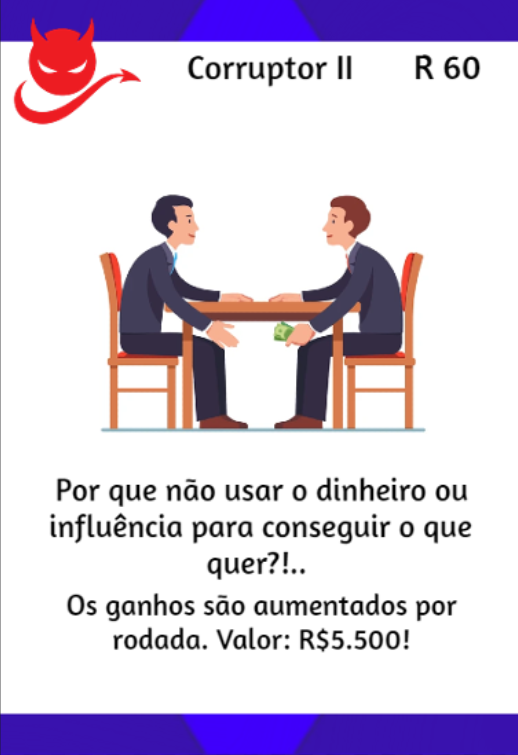 Corruptor II R 60
Por que não usar o dinheiro ou
influência para conseguir o que
quer?!..
Os ganhos são aumentados por
rodada. Valor: R$5.500!